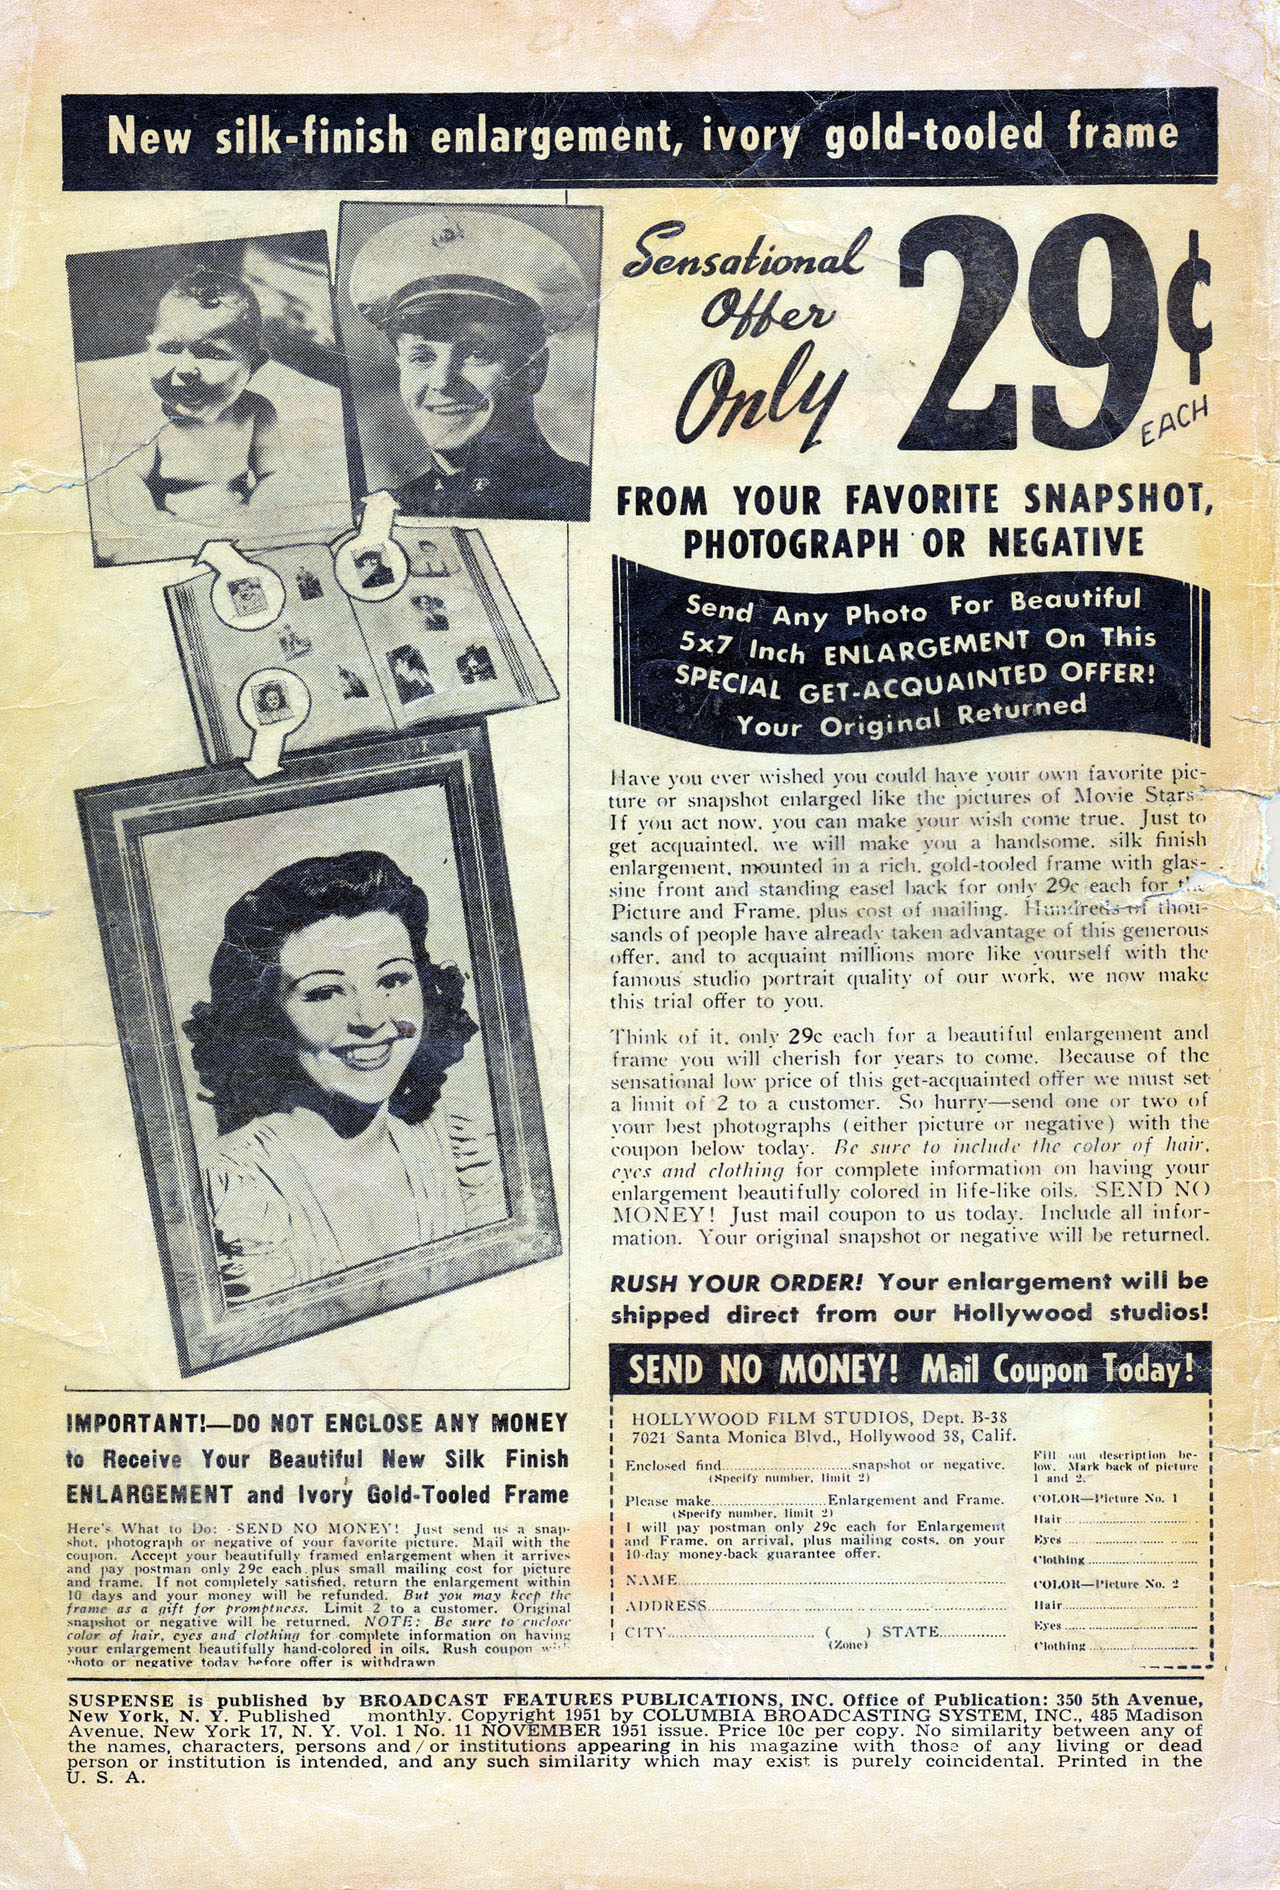 New silk-finish enlargement, ivory gold-tooled frame
Sensational
Offer
Only
29¢
EACH
FROM YOUR FAVORITE SNAPSHOT,
PHOTOGRAPH OR NEGATIVE
Send Any Photo For Beautiful
5x7 Inch ENLARGEMENT On This
SPECIAL GET-ACQUAINTED OFFER!
Your Original Returned
Have you ever wished you could have your own favorite pic-
ture or snapshot enlarged like the pictures of Movie Stars?
If you act now, you can make your wish come true. Just to
get acquainted, we will make you a handsome, silk finish
enlargement, mounted in a rich, gold-tooled frame with glas-
sine front and standing easel back for only 29c each for the
Picture and Frame, plus cost of mailing. Hundreds of thou-
sands of people have already taken advantage of this generous
offer, and to acquaint millions more like yourself with the
famous studio portrait quality of our work, we now make
this trial offer to you.
Think of it, only 29c each for a beautiful enlargement and
frame you will cherish for years to come. Because of the
sensational low price of this get-acquainted offer we must set
a limit of 2 to a customer. So hurry—send one or two of
your best photographs (either picture or negative) with the
coupon below today. Be sure to include the color of hair,
eyes and clothing for complete information on having your
enlargement beautifully colored in life-like oils. SEND NO
MONEY! Just mail coupon to us today. Include all infor-
mation. Your original snapshot or negative will be returned.
RUSH YOUR ORDER! Your enlargement will be
shipped direct from our Hollywood studios!
SEND NO MONEY! Mail Coupon Today!
HOLLYWOOD FILM STUDIOS, Dept. B-38
7021 Santa Monica Blvd., Hollywood 38, Calif.
Enclosed find..............................snapshot or negative.
(Specify number, limit 2)
Please make..............................Enlargement and Frame.
(Specify number, limit 2)
I will pay postman only 29c each for Enlargement
and Frame, on arrival, plus mailing costs, on your
10-day money-back guarantee offer.
NAME..............................
ADDRESS..............................
CITY.............................. ( ) STATE..............
(Zone)
Fill out description be-
low. Mark back of picture
1 and 2.
COLOR—Picture No. 1
Hair ..............................
Eyes ..............................
Clothing..............................
COLOR—Picture No. 2
Hair..............................
Eyes ..............................
Clothing..............................
IMPORTANT!—DO NOT ENCLOSE ANY MONEY
to Receive Your Beautiful New Silk Finish
ENLARGEMENT and Ivory Gold-Tooled Frame
Here's What to Do: SEND NO MONEY! Just send us a snap-
shot, photograph or negative of your favorite picture. Mail with the
coupon. Accept your beautifully framed enlargement when it arrives
and pay postman only 29c each plus small mailing cost for picture
and frame. If not completely satisfied, return the enlargement within
10 days and your money will be refunded. But you may keep the
frame as a gift for promptness. Limit 2 to a customer. Original
snapshot or negative will be returned. NOTE: Be sure to enclose
color of hair, eyes and clothing for complete information on having
your enlargement beautifully hand-colored in oils. Rush coupon with
photo or negative today before offer is withdrawn
SUSPENSE is published by BROADCAST FEATURES PUBLICATIONS, INC. Office of Publication: 350 5th Avenue,
New York, N. Y. Published monthly. Copyright 1951 by COLUMBIA BROADCASTING SYSTEM, INC., 485 Madison
Avenue, New York 17, N. Y. Vol. 1 No. 11 NOVEMBER 1951 issue. Price 10c per copy. No similarity between any of
the names, characters, persons and/or institutions appearing in his magazine with those of any living or dead
person or institution is intended, and any such similarity which may exist is purely coincidental. Printed in the
U. S. A.